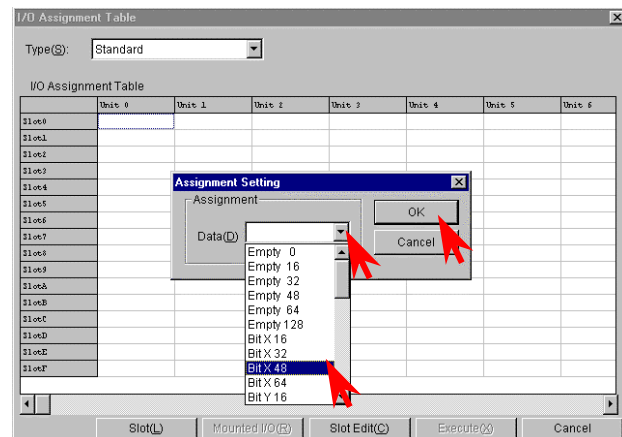 I/O Assignment Table
Type(S): Standard
I/O Assignment Table
Unit 0 Unit 1 Unit 2 Unit 3 Unit 4 Unit 5 Unit 6
Slot0
Slot1
Slot2
Slot3
Slot4
Slot5
Slot6
Slot7
Slot8
Slot9
SlotA
SlotB
SlotC
SlotD
SlotE
SlotF
Assignment Setting
Assignment
Data(D)
OK
Cancel
Empty 0
Empty 16
Empty 32
Empty 48
Empty 64
Empty 128
Bit X 16
Bit X 32
Bit X 48
Bit X 64
Bit Y 16
Slot(L) Mounted I/O(R) Slot Edit(C) Execute(X) Cancel